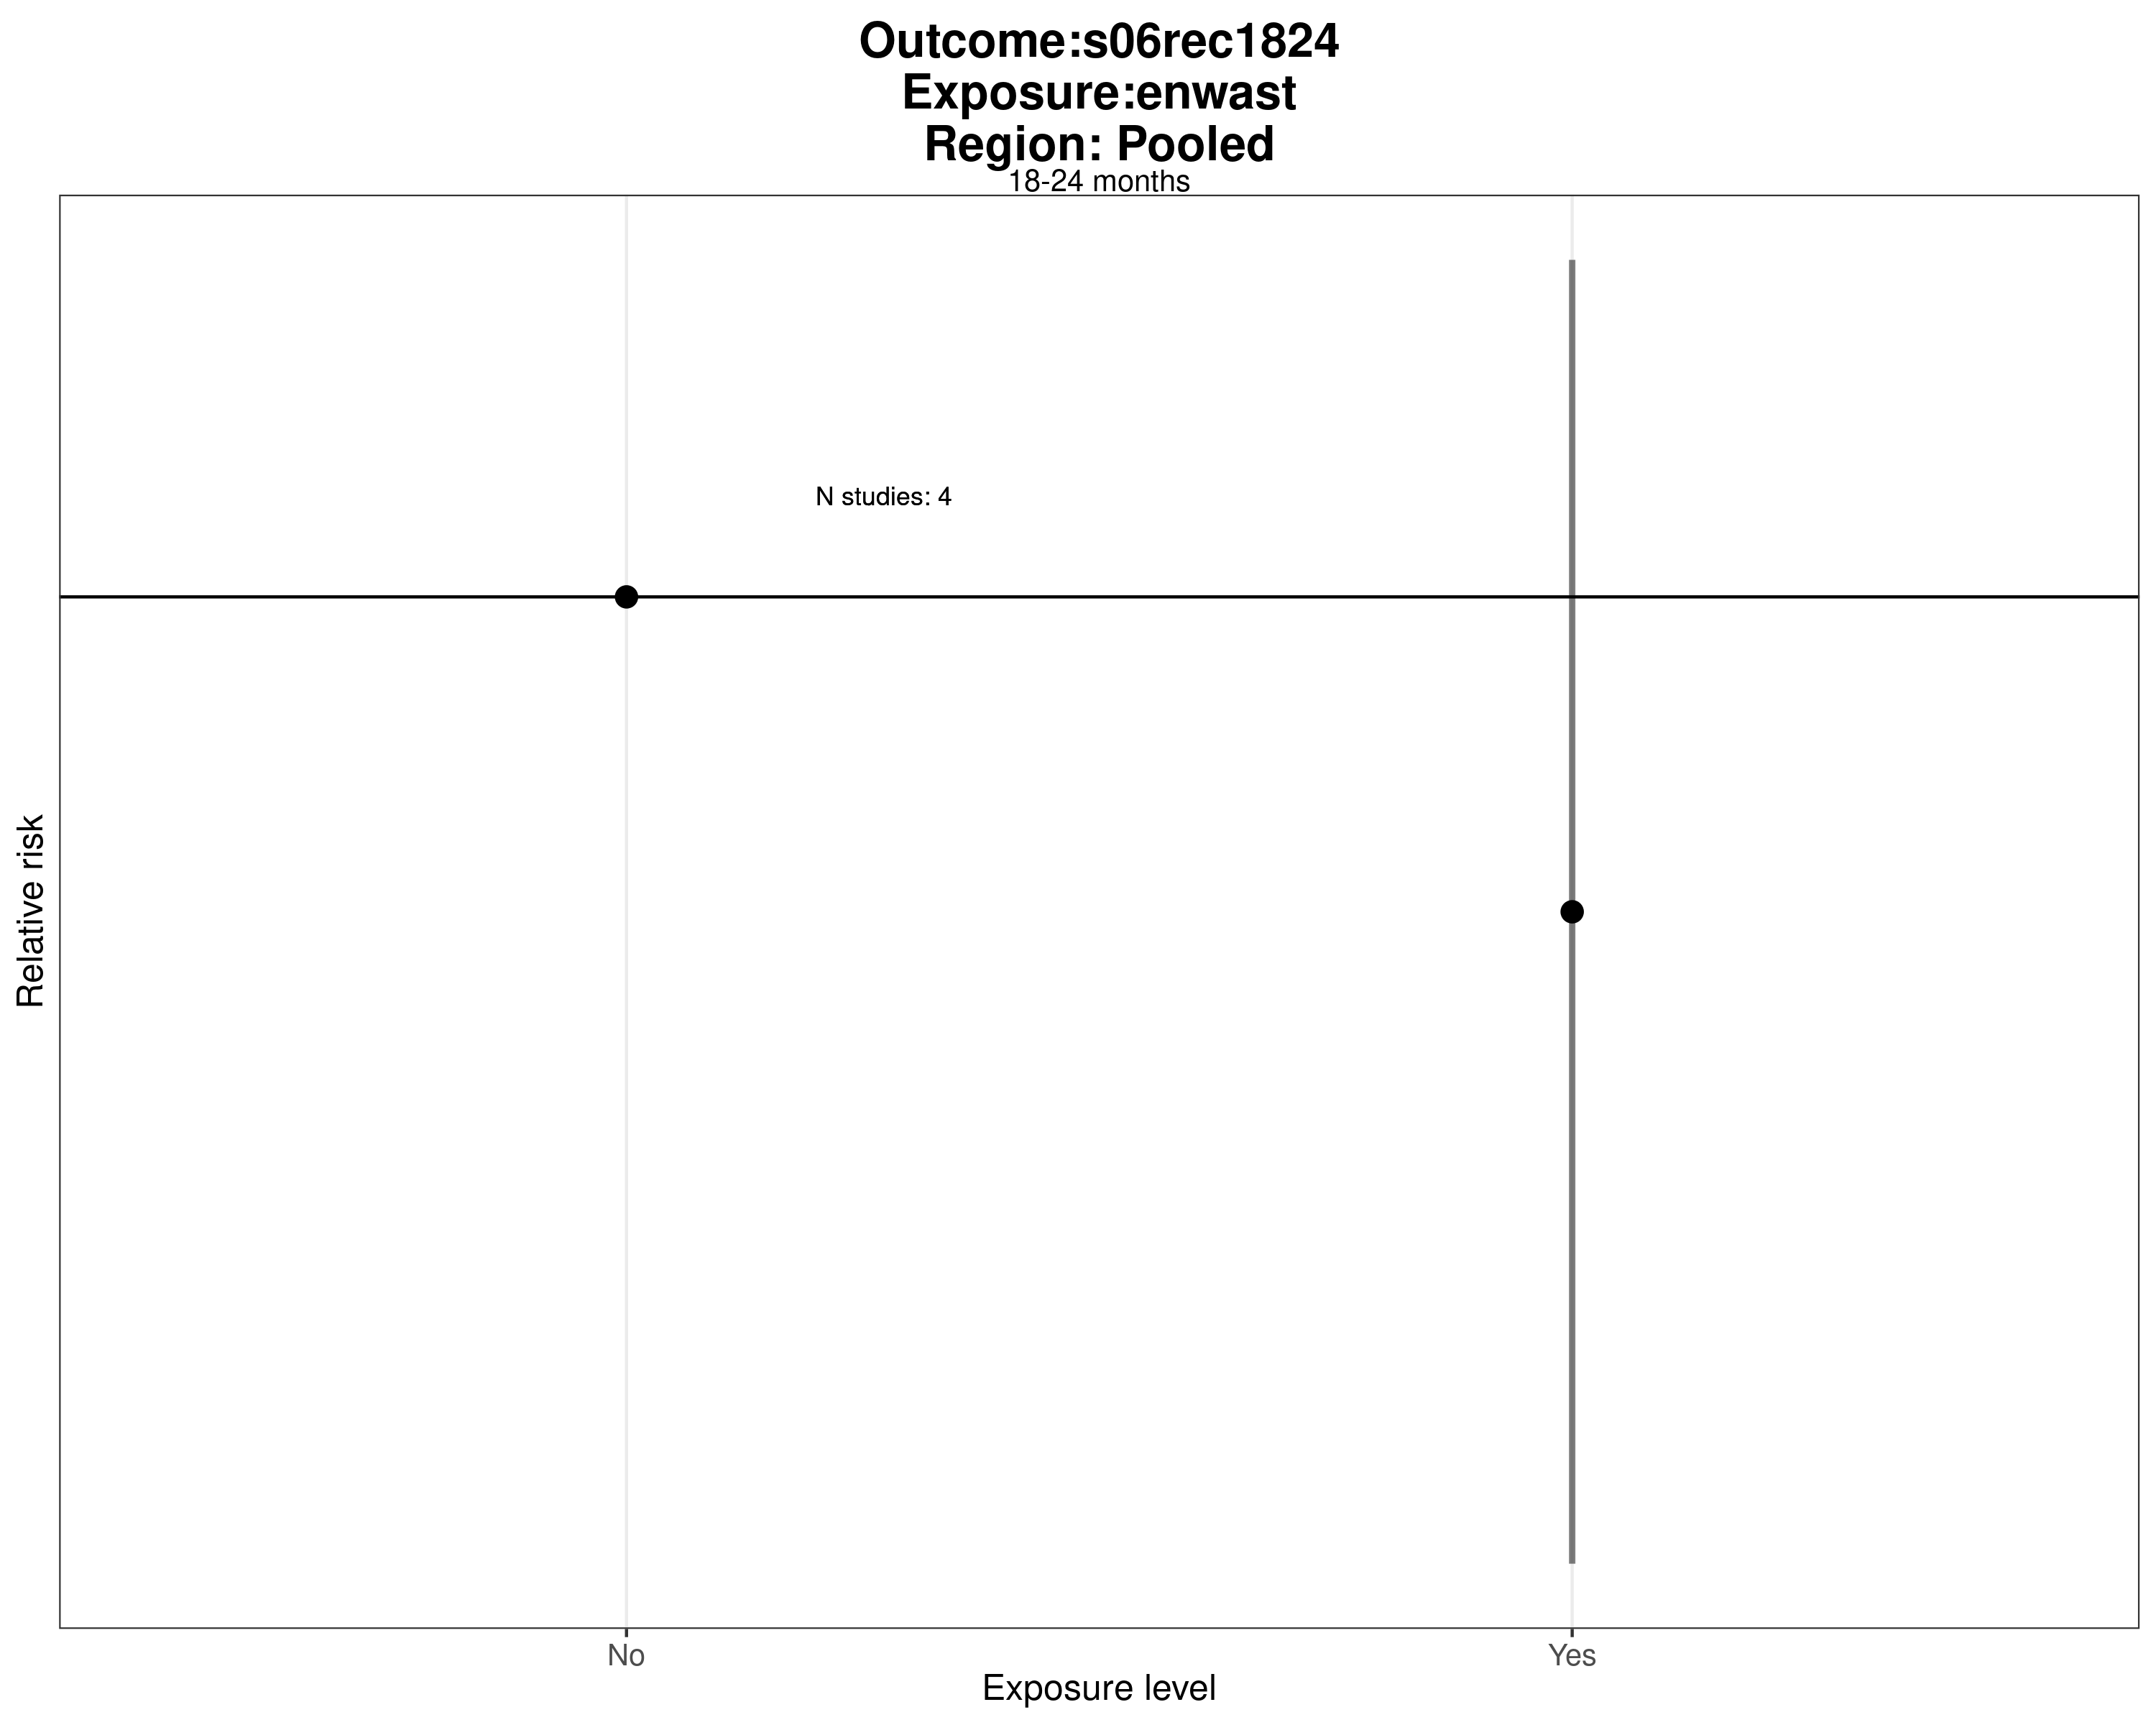 Outcome:s06rec1824
Exposure:enwast
Region: Pooled
18-24 months
N studies: 4
Relative risk
No
Yes
Exposure level